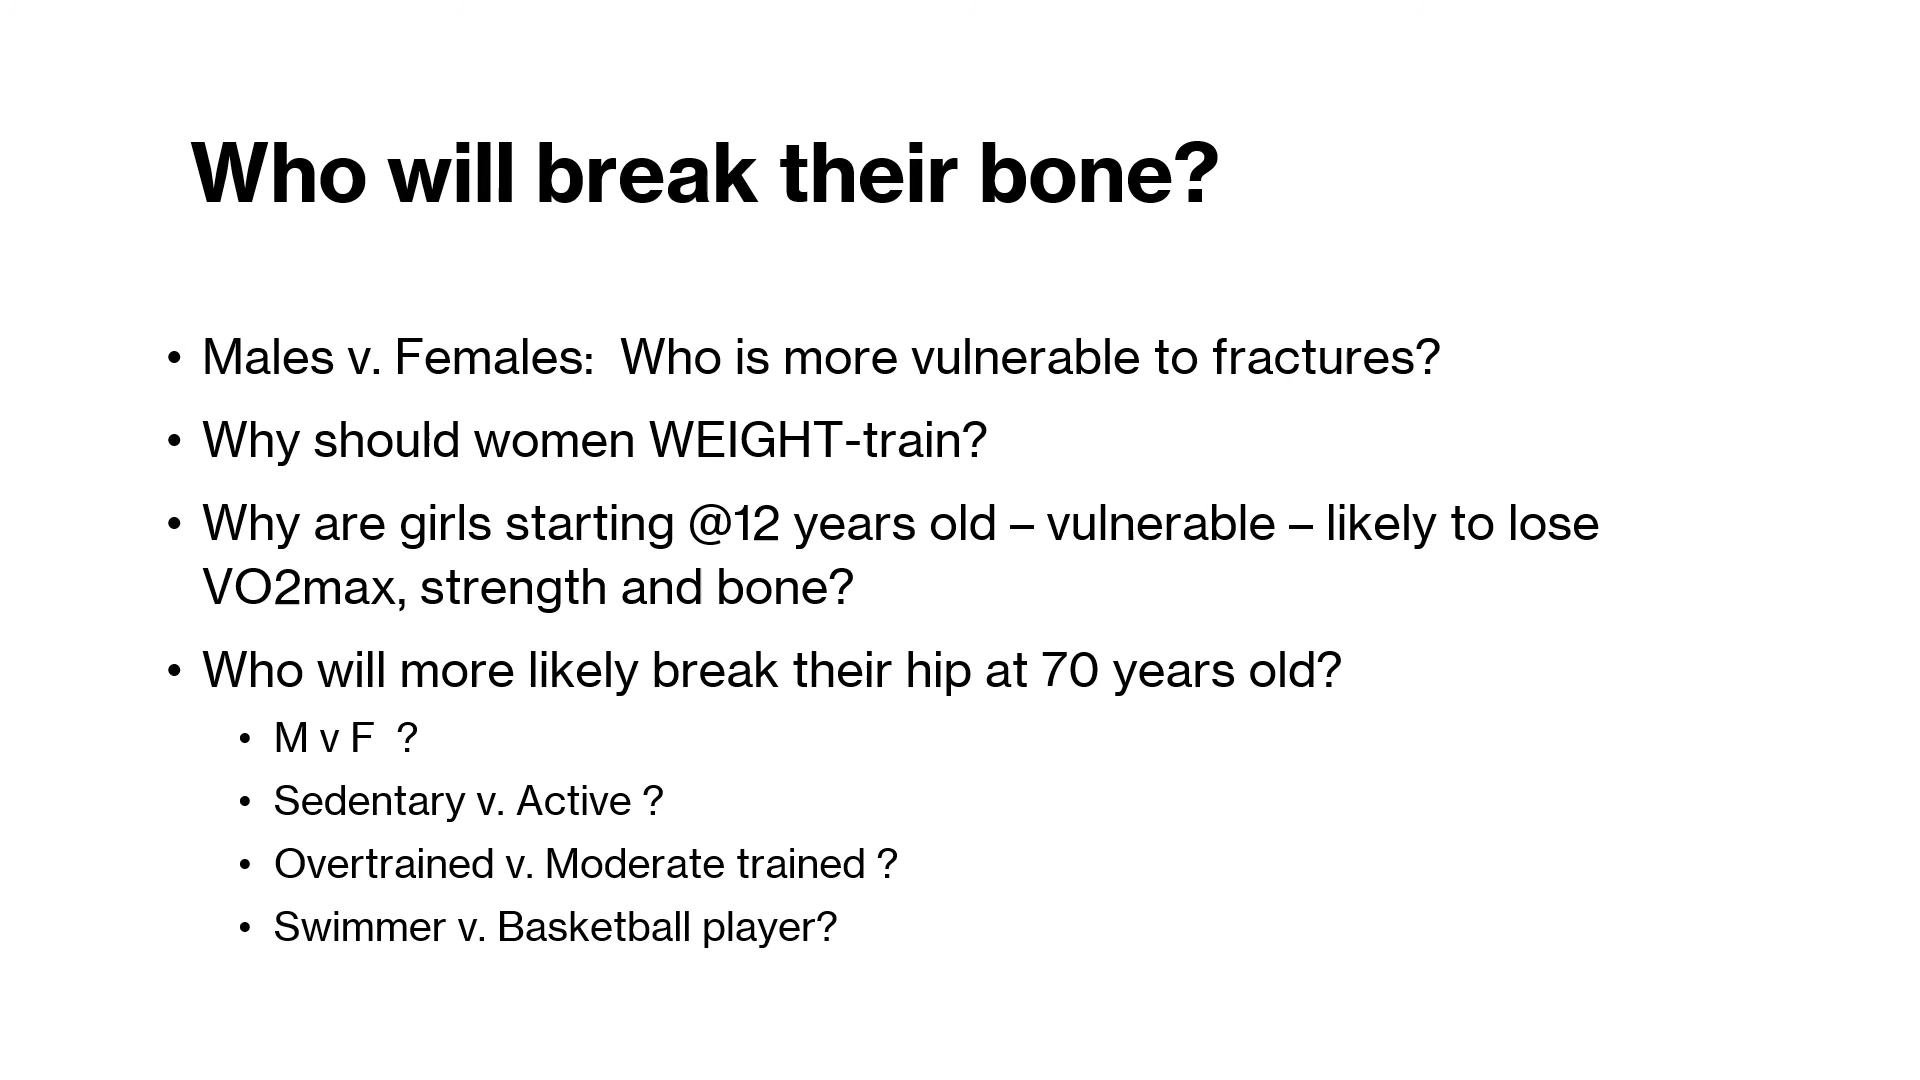 Who will break their bone?
• Males v. Females:  Who is more vulnerable to fractures?
• Why should women WEIGHT-train?
• Why are girls starting @12 years old – vulnerable – likely to lose
VO2max, strength and bone?
• Who will more likely break their hip at 70 years old?
• M v F  ?
• Sedentary v. Active ?
• Overtrained v. Moderate trained ?
• Swimmer v. Basketball player?